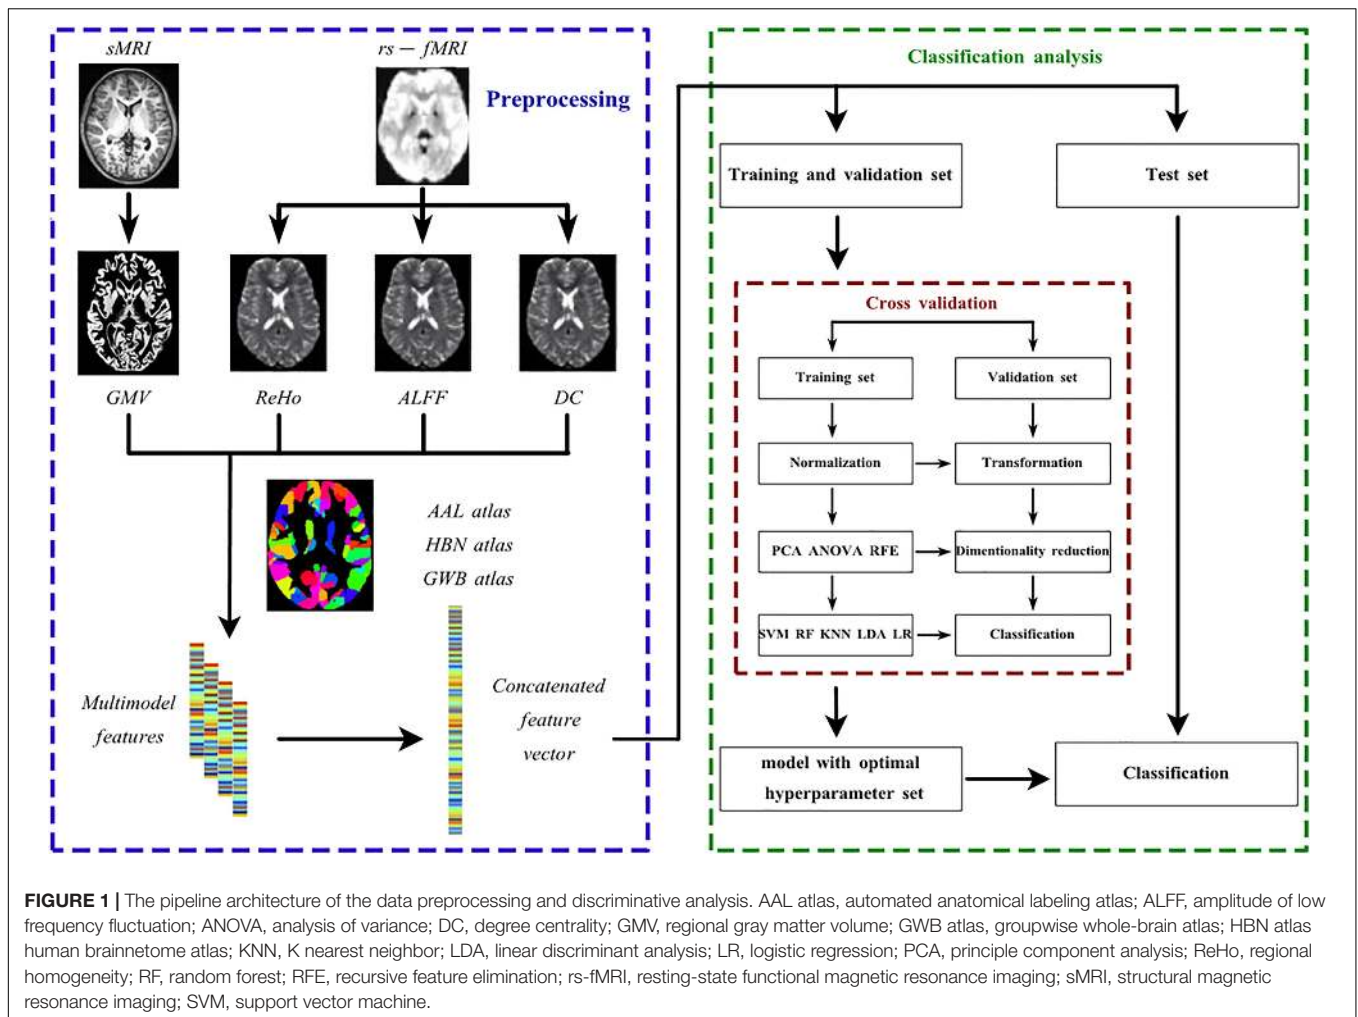 sMRI
rs – fMRI
Preprocessing
GMV
ReHo
ALFF
DC
AAL atlas
HBN atlas
GWB atlas
Multimodel
features
Concatenated
feature
vector
Classification analysis
Training and validation set
Test set
Cross validation
Training set
Validation set
Normalization
Transformation
PCA ANOVA RFE
Dimentionality reduction
SVM RF KNN LDA LR
Classification
model with optimal
hyperparameter set
Classification
FIGURE 1 | The pipeline architecture of the data preprocessing and discriminative analysis. AAL atlas, automated anatomical labeling atlas; ALFF, amplitude of low
frequency fluctuation; ANOVA, analysis of variance; DC, degree centrality; GMV, regional gray matter volume; GWB atlas, groupwise whole-brain atlas; HBN atlas
human brainnetome atlas; KNN, K nearest neighbor; LDA, linear discriminant analysis; LR, logistic regression; PCA, principle component analysis; ReHo, regional
homogeneity; RF, random forest; RFE, recursive feature elimination; rs-fMRI, resting-state functional magnetic resonance imaging; sMRI, structural magnetic
resonance imaging; SVM, support vector machine.